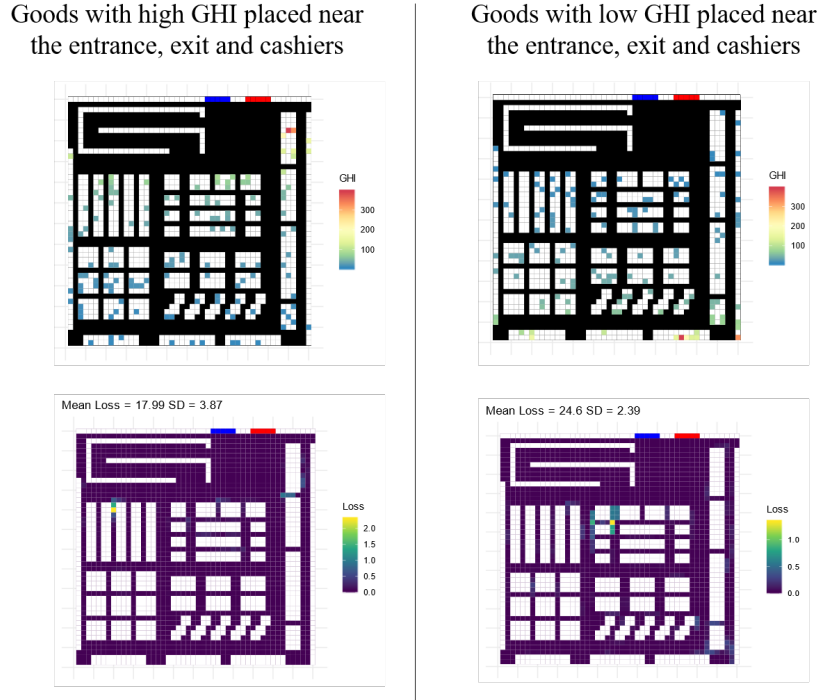 Goods with high GHI placed near
the entrance, exit and cashiers
GHI
300
200
100
Mean Loss = 17.99 SD = 3.87
Loss
2.0
1.5
1.0
0.5
0.0
Goods with low GHI placed near
the entrance, exit and cashiers
GHI
300
200
100
Mean Loss = 24.6 SD = 2.39
Loss
1.0
0.5
0.0